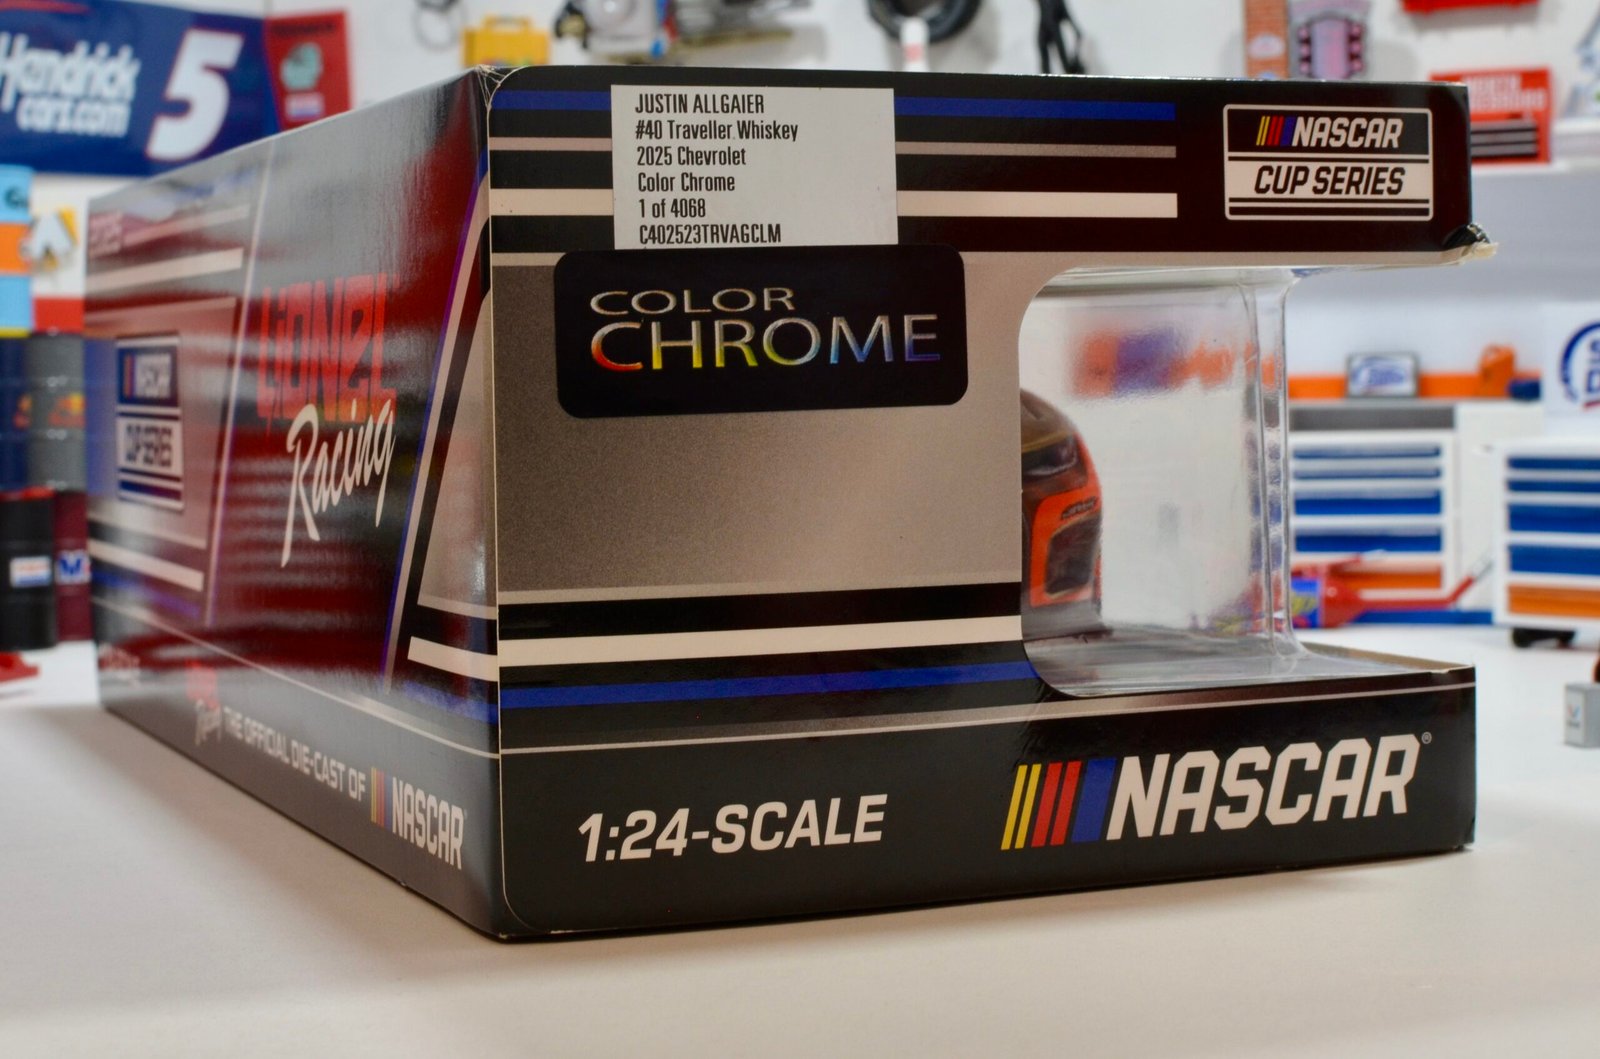 Hendrick
cars.com
5
JUSTIN ALLGAIER
#40 Traveller Whiskey
2025 Chevrolet
Color Chrome
1 of 4068
C402523TRVAGCLM
NASCAR
CUP SERIES
COLOR
CHROME
LIONEL
Racing
NASCAR
CUP SERIES
THE OFFICIAL DIE-CAST OF NASCAR
1:24-SCALE
NASCAR®